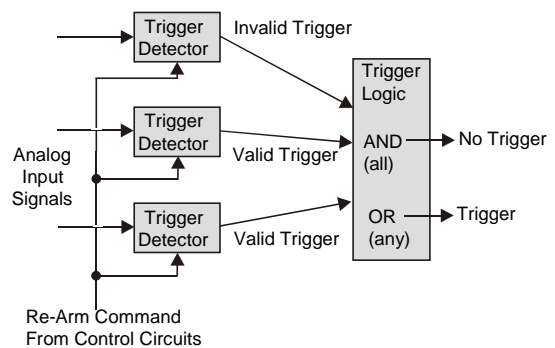 Trigger
Detector
Invalid Trigger
Trigger
Logic
Trigger
Detector
Valid Trigger
AND
(all)
No Trigger
Analog
Input
Signals
Trigger
Detector
Valid Trigger
OR
(any)
Trigger
Re-Arm Command
From Control Circuits